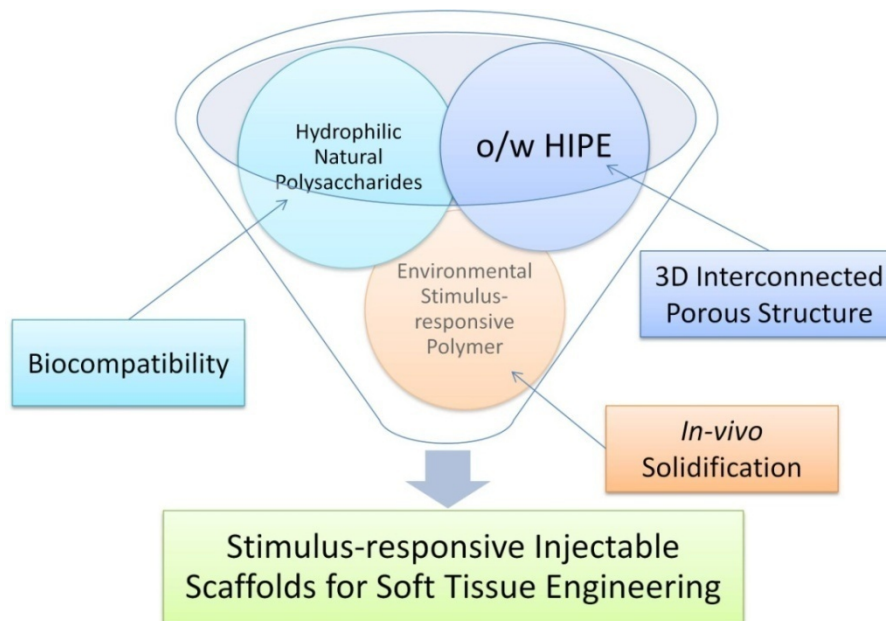 Hydrophilic
Natural
Polysaccharides
o/w HIPE
Environmental
Stimulus-
responsive
Polymer
3D Interconnected
Porous Structure
Biocompatibility
In-vivo
Solidification
Stimulus-responsive Injectable
Scaffolds for Soft Tissue Engineering